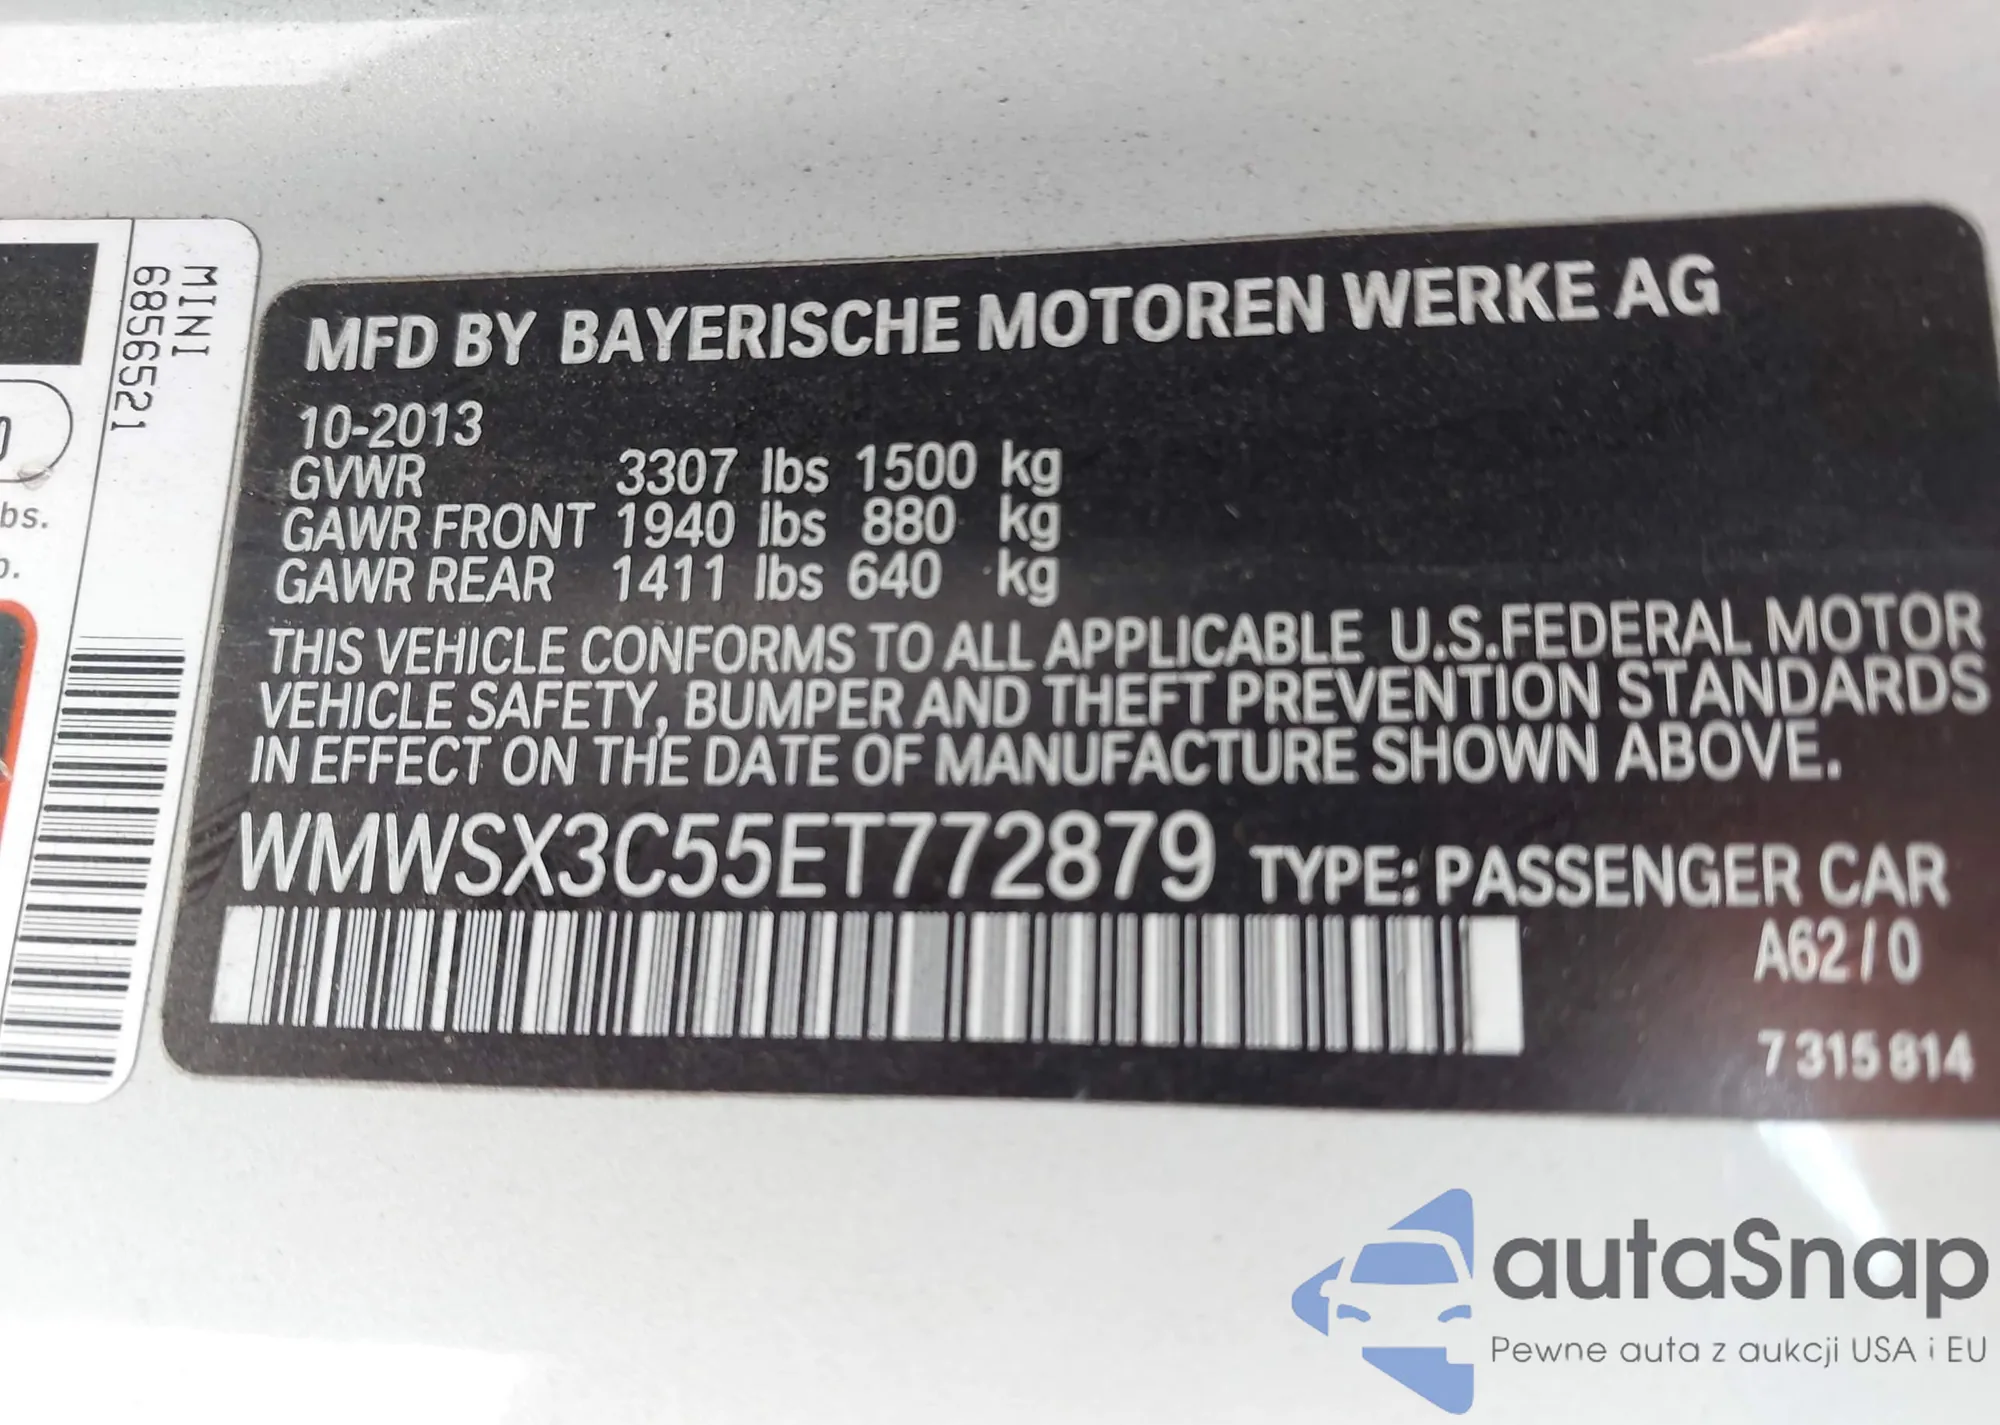 MINI
6856521
bs.
MFD BY BAYERISCHE MOTOREN WERKE AG
10-2013
GVWR 3307 lbs 1500 kg
GAWR FRONT 1940 lbs 880 kg
GAWR REAR 1411 lbs 640 kg
THIS VEHICLE CONFORMS TO ALL APPLICABLE U.S.FEDERAL MOTOR
VEHICLE SAFETY, BUMPER AND THEFT PREVENTION STANDARDS
IN EFFECT ON THE DATE OF MANUFACTURE SHOWN ABOVE.
WMWSX3C55ET772879 TYPE: PASSENGER CAR
A62/0
7 315 814
autaSnap
Pewne auta z aukcji USA i EU